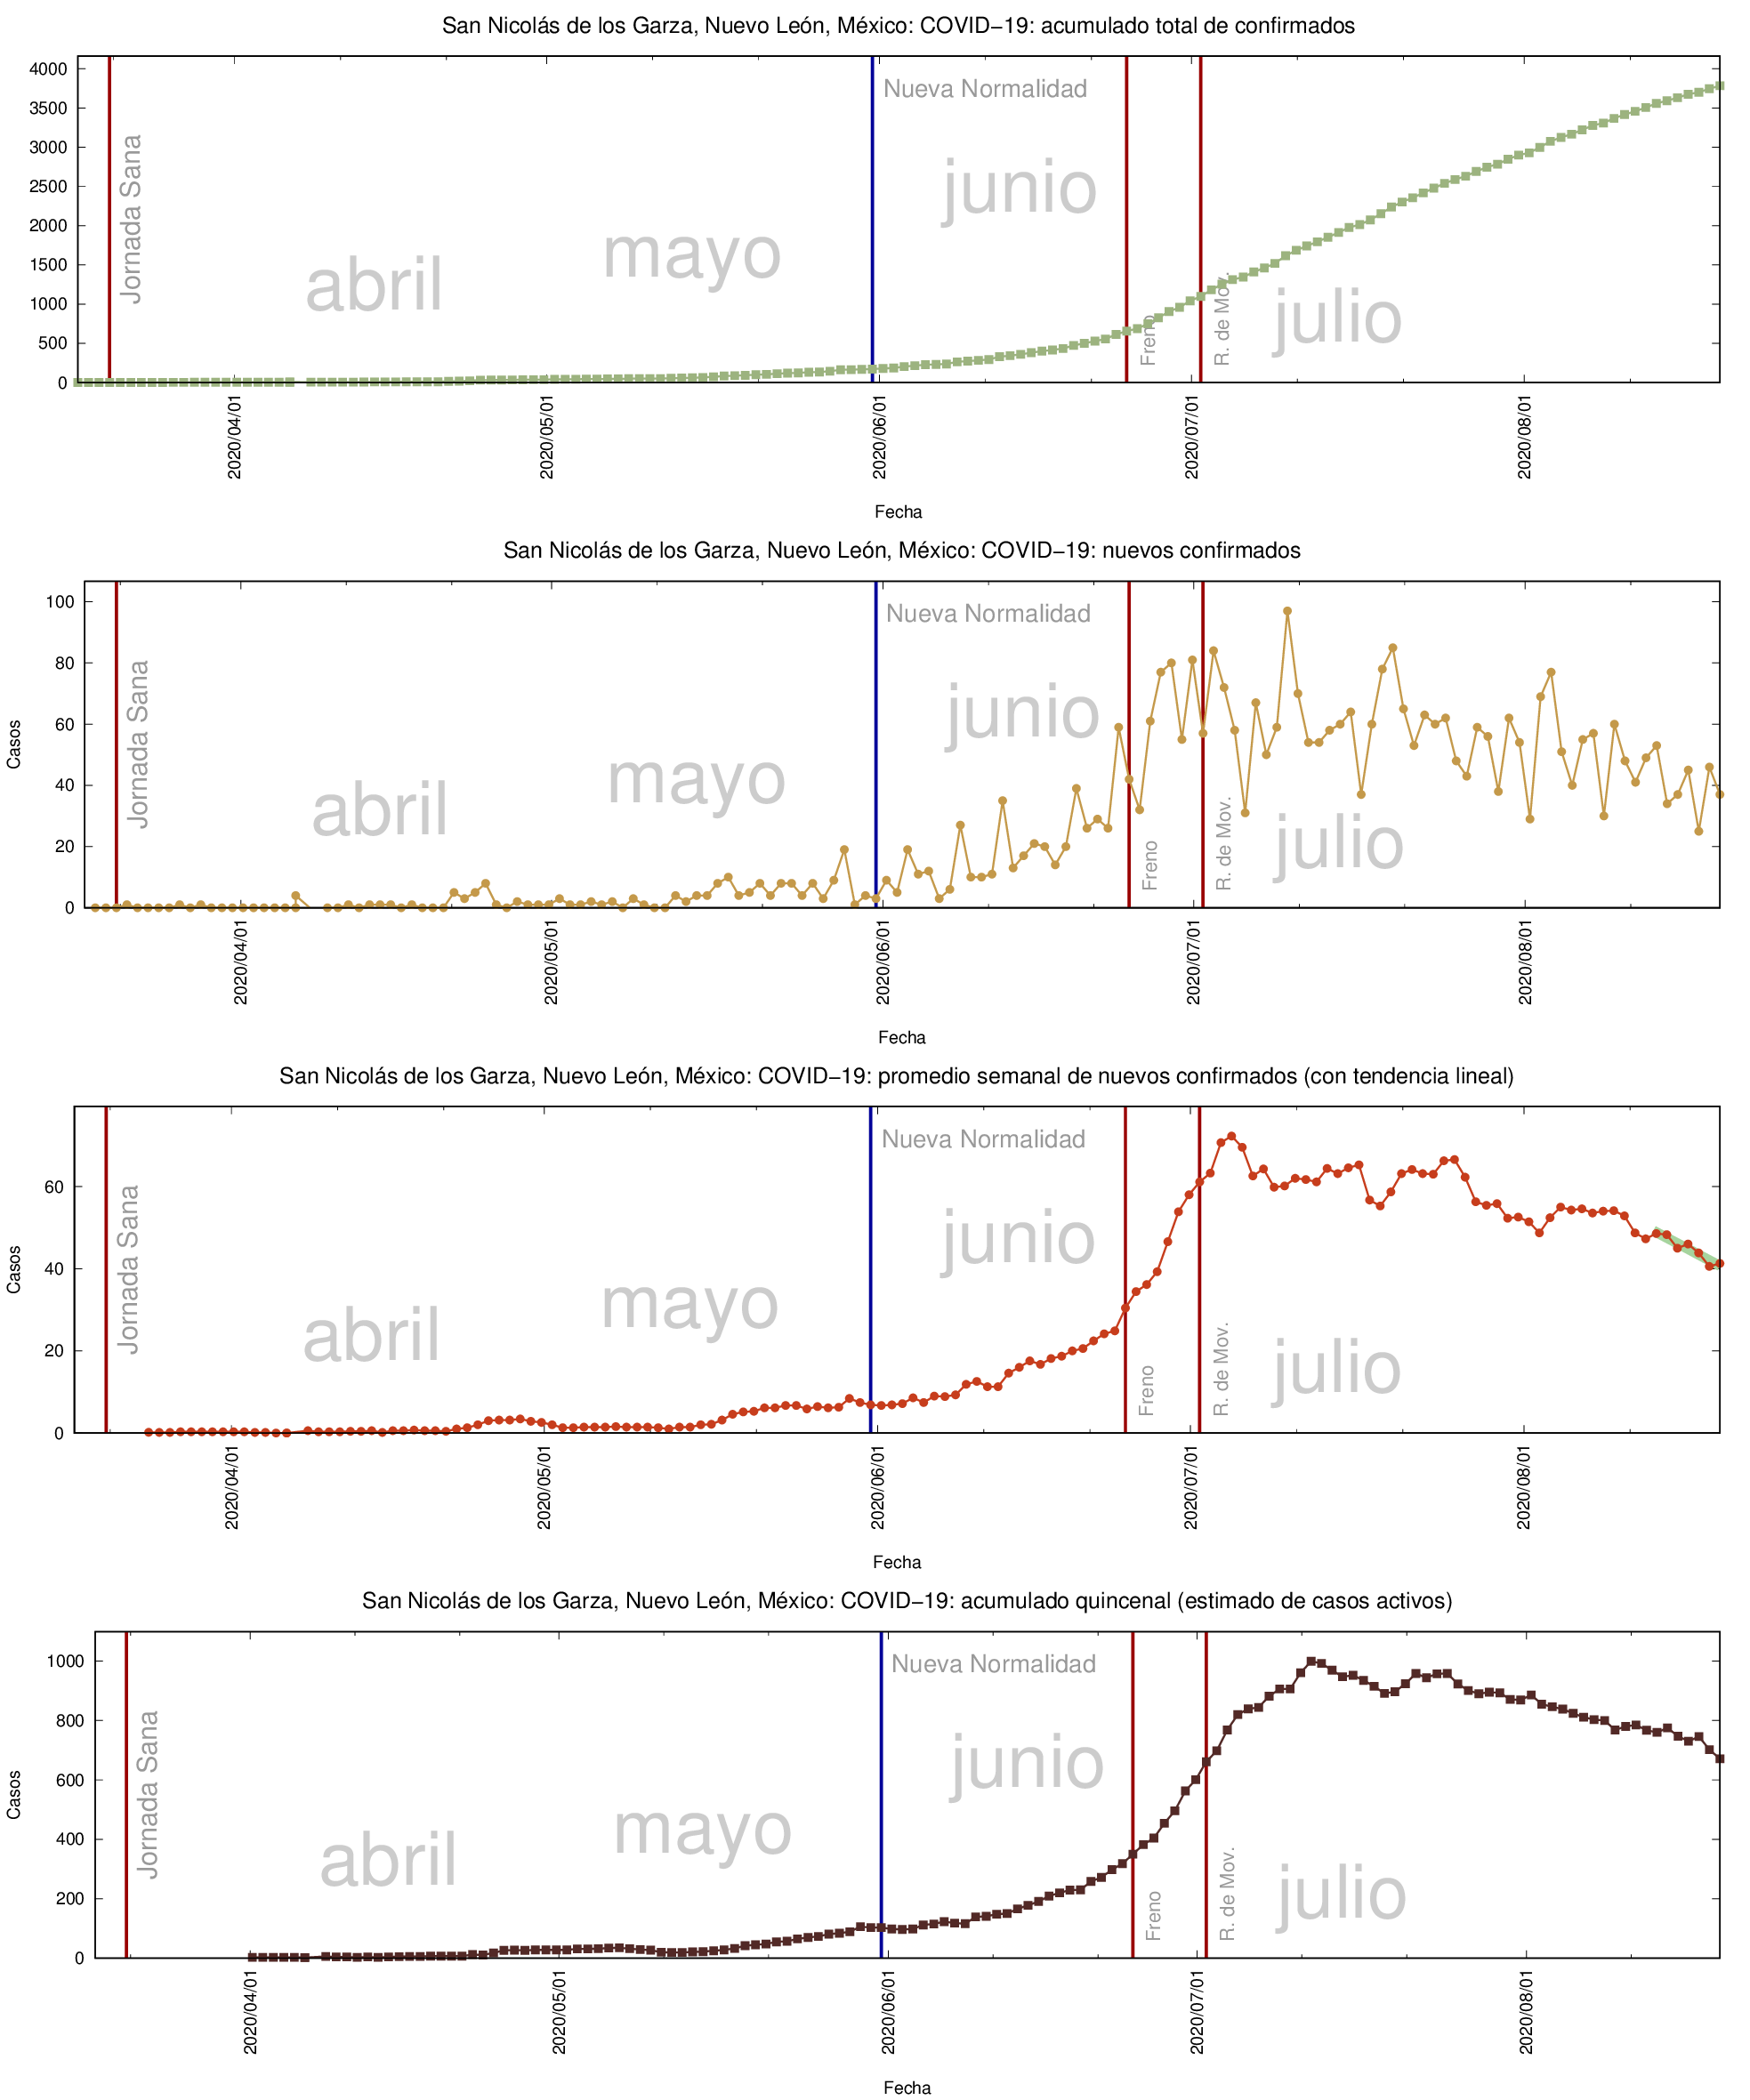 San Nicolás de los Garza, Nuevo León, México: COVID−19: acumulado total de confirmados
4000
3500
3000
2500
2000
1500
1000
500
0
Jornada Sana
abril
mayo
Nueva Normalidad
junio
Freno
R. de Mov.
julio
2020/04/01
2020/05/01
2020/06/01
2020/07/01
2020/08/01
Fecha
San Nicolás de los Garza, Nuevo León, México: COVID−19: nuevos confirmados
Casos
100
80
60
40
20
0
Jornada Sana
abril
mayo
Nueva Normalidad
junio
Freno
R. de Mov.
julio
2020/04/01
2020/05/01
2020/06/01
2020/07/01
2020/08/01
Fecha
San Nicolás de los Garza, Nuevo León, México: COVID−19: promedio semanal de nuevos confirmados (con tendencia lineal)
Casos
60
40
20
0
Jornada Sana
abril
mayo
Nueva Normalidad
junio
Freno
R. de Mov.
julio
2020/04/01
2020/05/01
2020/06/01
2020/07/01
2020/08/01
Fecha
San Nicolás de los Garza, Nuevo León, México: COVID−19: acumulado quincenal (estimado de casos activos)
Casos
1000
800
600
400
200
0
Jornada Sana
abril
mayo
Nueva Normalidad
junio
Freno
R. de Mov.
julio
2020/04/01
2020/05/01
2020/06/01
2020/07/01
2020/08/01
Fecha